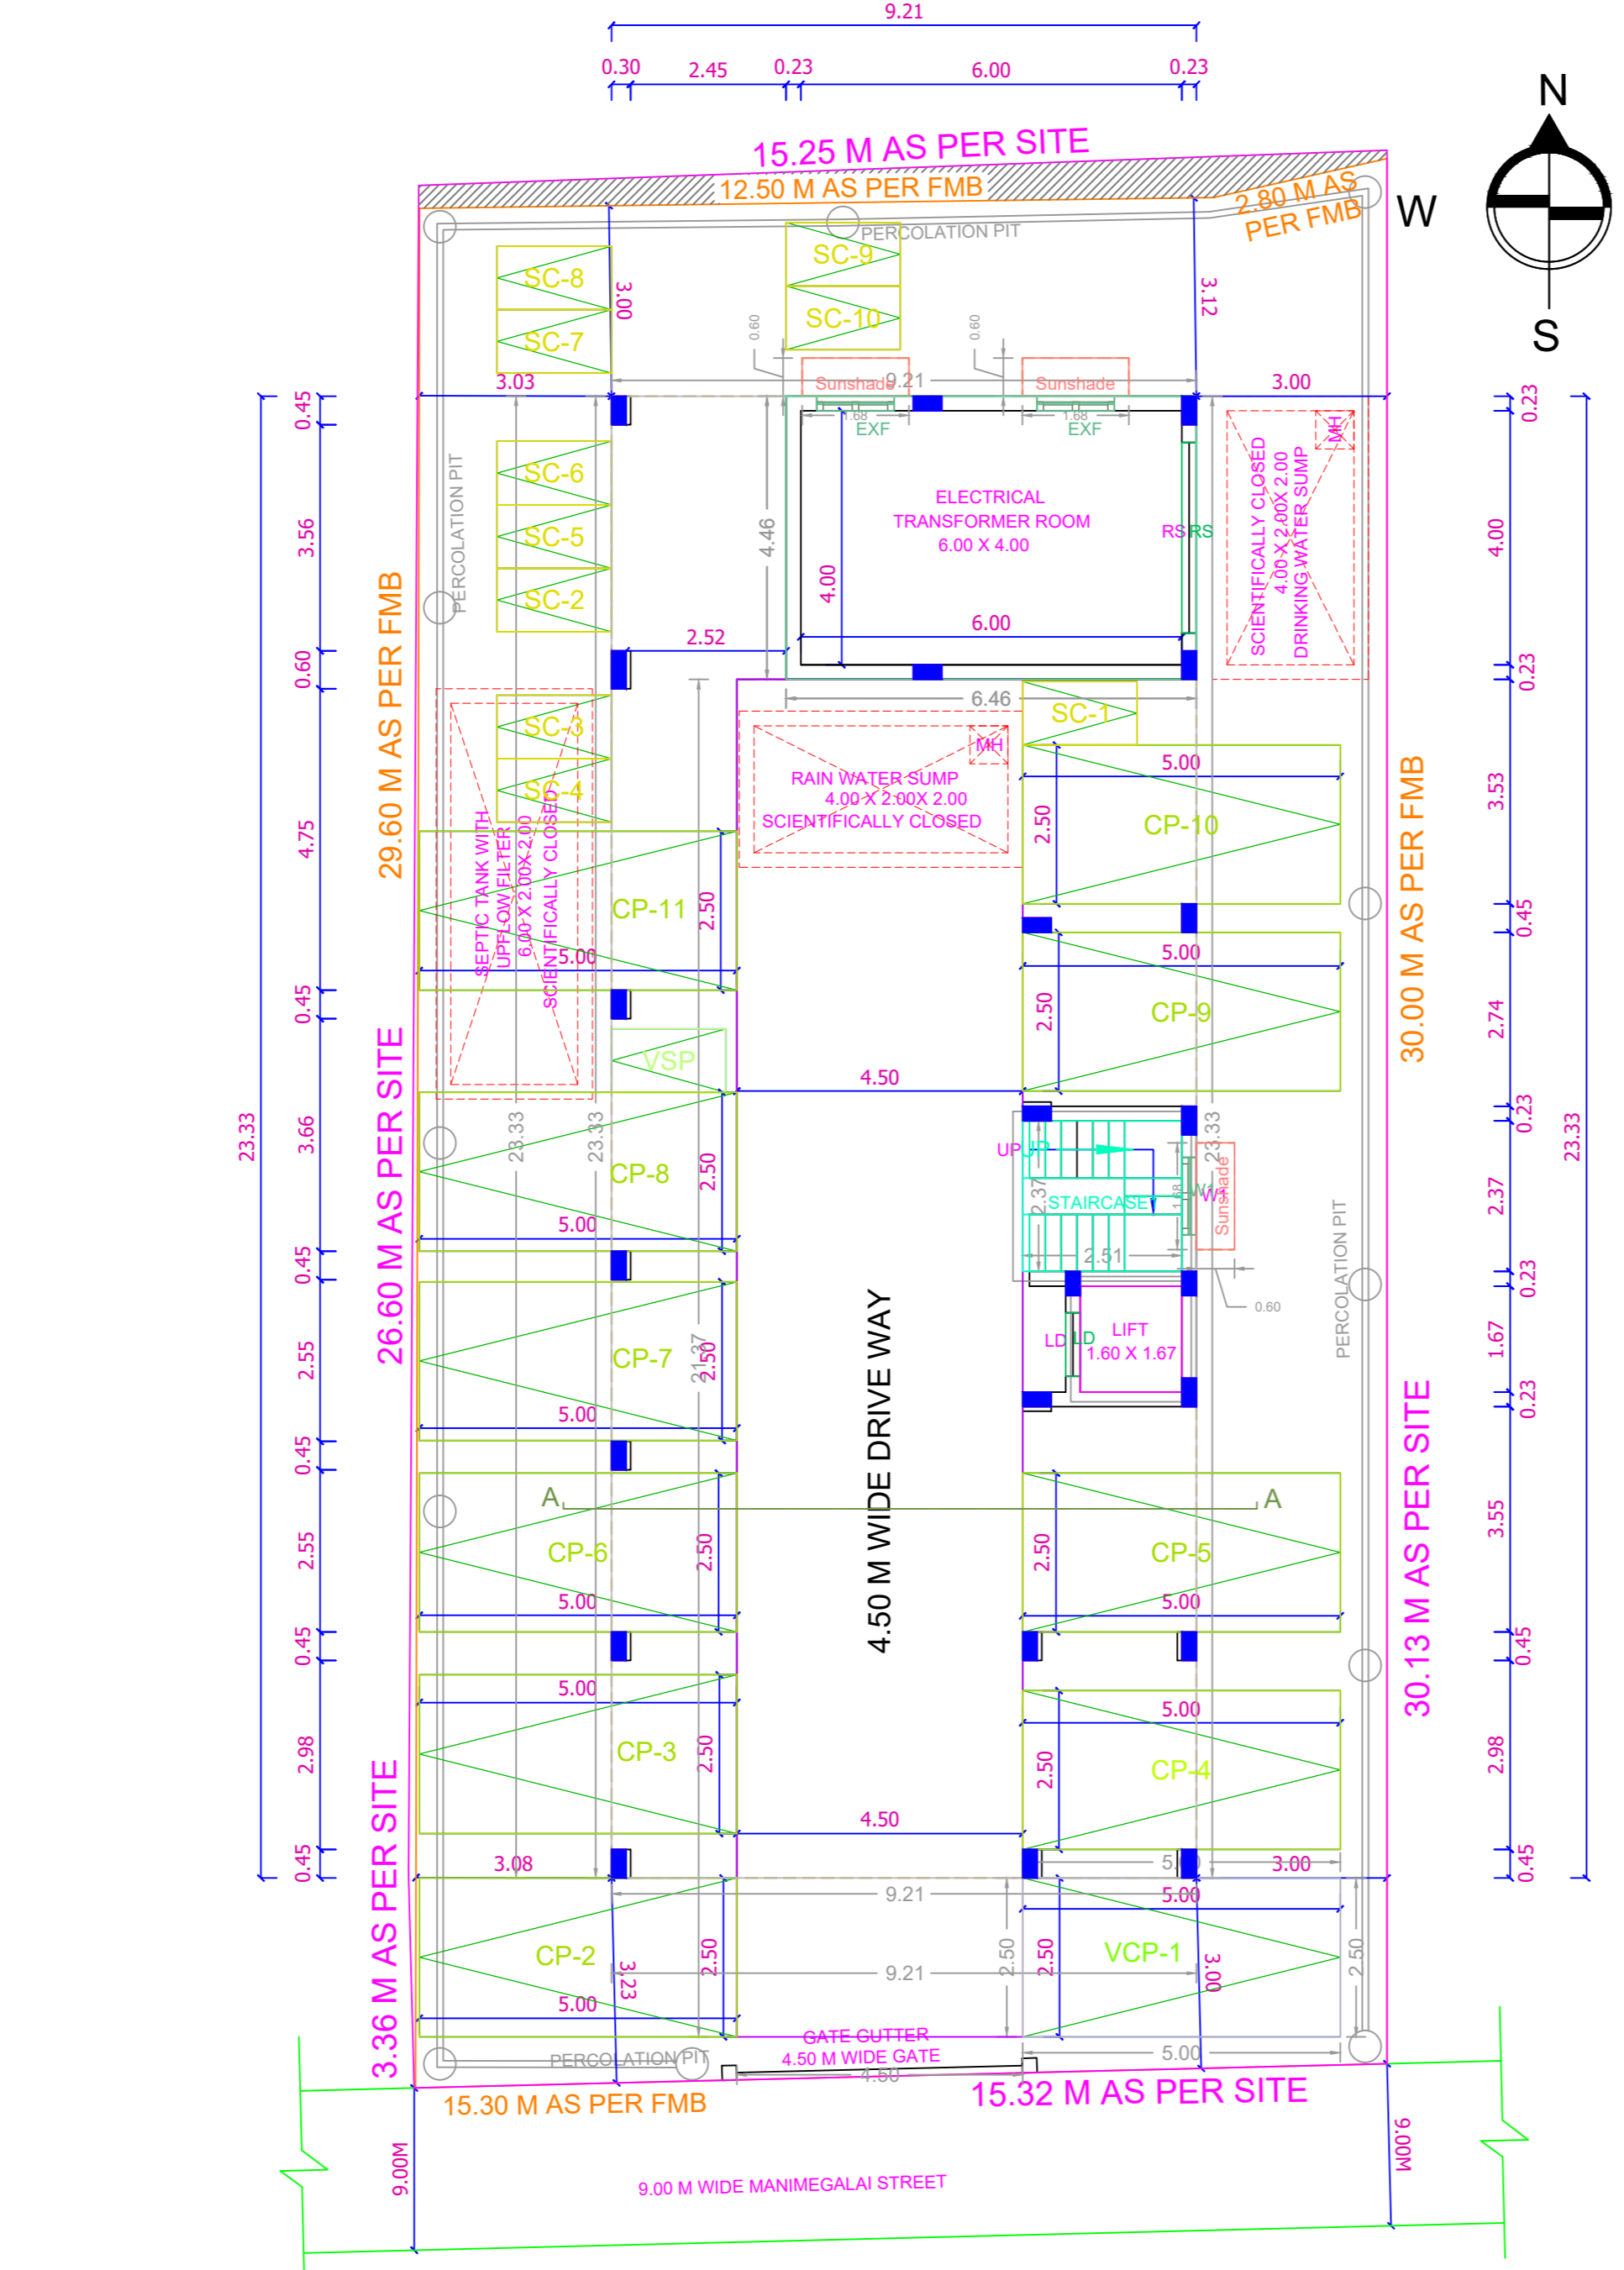 9.21
0.30
2.45
0.23
6.00
0.23
N
W
S
15.25 M AS PER SITE
12.50 M AS PER FMB
2.80 M AS
PER FMB
PERCOLATION PIT
SC-9
SC-10
SC-8
SC-7
3.00
3.12
0.60
0.60
3.03
9.21
3.00
Sunshade
Sunshade
1.68
1.68
EXF
EXF
0.45
0.23
SC-6
SC-5
SC-2
PERCOLATION PIT
3.56
4.46
4.00
ELECTRICAL
TRANSFORMER ROOM
6.00 X 4.00
6.00
2.52
RS
RS
MH
SCIENTIFICALLY CLOSED
4.00 X 2.00X 2.00
DRINKING WATER SUMP
4.00
0.60
0.23
29.60 M AS PER FMB
6.46
SC-1
SC-3
SC-4
MH
RAIN WATER SUMP
4.00 X 2.00X 2.00
SCIENTIFICALLY CLOSED
5.00
2.50
CP-10
3.53
4.75
30.00 M AS PER FMB
SEPTIC TANK WITH
UPFLOW FILTER
6.00 X 2.00X 2.00
SCIENTIFICALLY CLOSED
CP-11
2.50
5.00
0.45
0.45
5.00
2.50
CP-9
2.74
VSP
4.50
26.60 M AS PER SITE
23.33
3.66
23.33
23.33
CP-8
2.50
5.00
0.23
UP
UP
2.37
STAIRCASE
2.51
1.68
W1
W1
Sunshade
23.33
2.37
23.33
0.60
PERCOLATION PIT
0.45
0.23
LD
LD
LIFT
1.60 X 1.67
1.67
0.23
2.55
CP-7
21.37
2.50
5.00
4.50 M WIDE DRIVE WAY
0.45
30.13 M AS PER SITE
A
A
2.55
CP-6
2.50
5.00
2.50
CP-5
5.00
3.55
0.45
0.45
5.00
CP-3
2.50
2.98
5.00
2.50
CP-4
2.98
4.50
3.36 M AS PER SITE
0.45
3.08
5.00
3.00
0.45
9.21
5.00
CP-2
2.50
3.23
5.00
9.21
2.50
2.50
VCP-1
3.00
2.50
GATE GUTTER
4.50 M WIDE GATE
4.50
5.00
PERCOLATION PIT
15.30 M AS PER FMB
15.32 M AS PER SITE
9.00M
9.00M
9.00 M WIDE MANIMEGALAI STREET